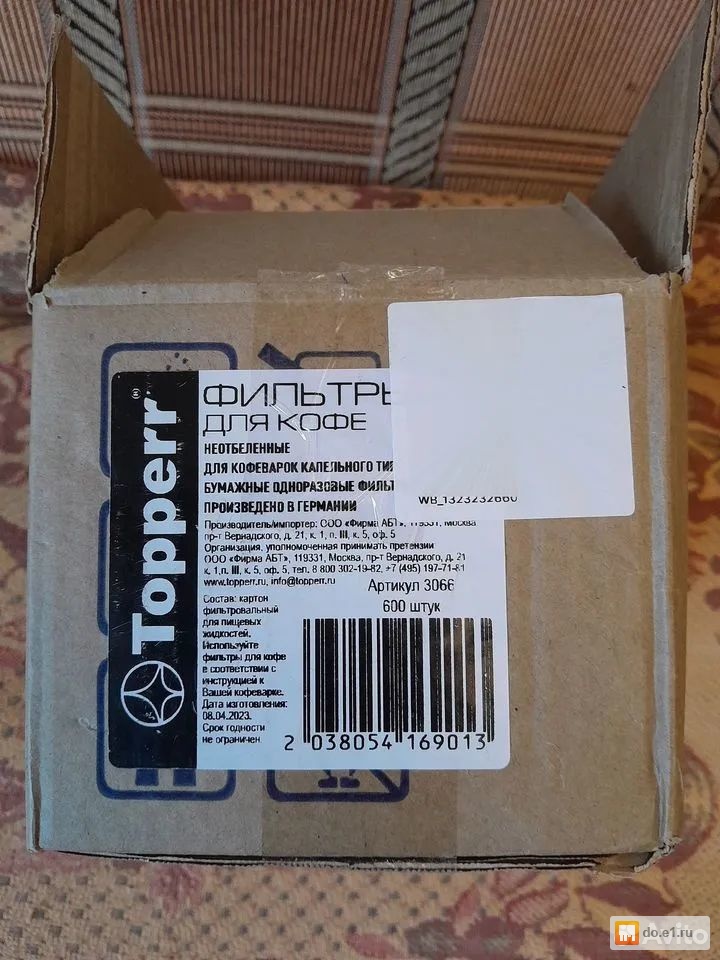 Topperr®
ФИЛЬТРЫ
ДЛЯ КОФЕ
НЕОТБЕЛЕННЫЕ
ДЛЯ КОФЕВАРОК КАПЕЛЬНОГО
БУМАЖНЫЕ ОДНОРАЗОВЫЕ
ПРОИЗВЕДЕНО В ГЕРМАНИИ
WB_1323232660
Производитель/импортер: ООО «Фирма АБТ», 119331, Москва
пр-т Вернадского, д. 21, к. 1, п. III, к. 5, оф. 5
Организация, уполномоченная принимать претензии
ООО «Фирма АБТ», 119331, Москва, пр-т Вернадского, д. 21
к. 1, п. III, к. 5, оф. 5, тел. 8 800 302-19-82, +7 (495) 197-71-81
www.topperr.ru, info@topperr.ru
Артикул 3066
600 штук
Состав: картон
фильтровальный
для пищевых
жидкостей.
Используйте
фильтры для кофе
в соответствии с
инструкцией к
Вашей кофеварке.
Дата изготовления:
08.04.2023.
Срок годности
не ограничен.
2 038054 169013
do.e1.ru
Avito